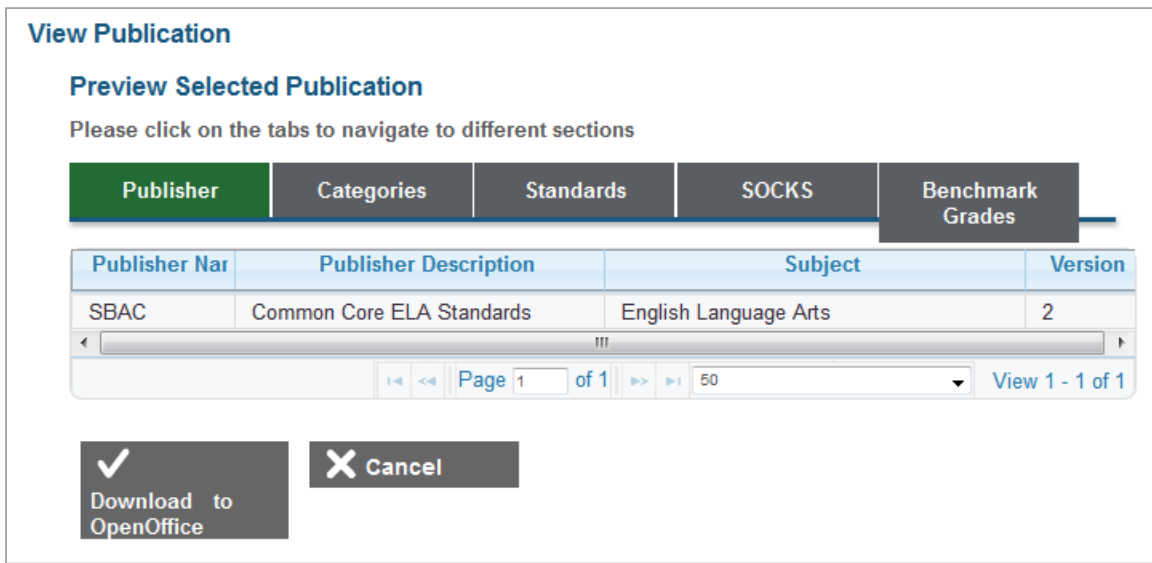 View Publication
Preview Selected Publication
Please click on the tabs to navigate to different sections
Publisher Categories Standards SOCKS Benchmark
Grades
Publisher Nar Publisher Description Subject Version
SBAC Common Core ELA Standards English Language Arts 2
Page 1 of 1 50 View 1 - 1 of 1
Cancel
Download to
OpenOffice